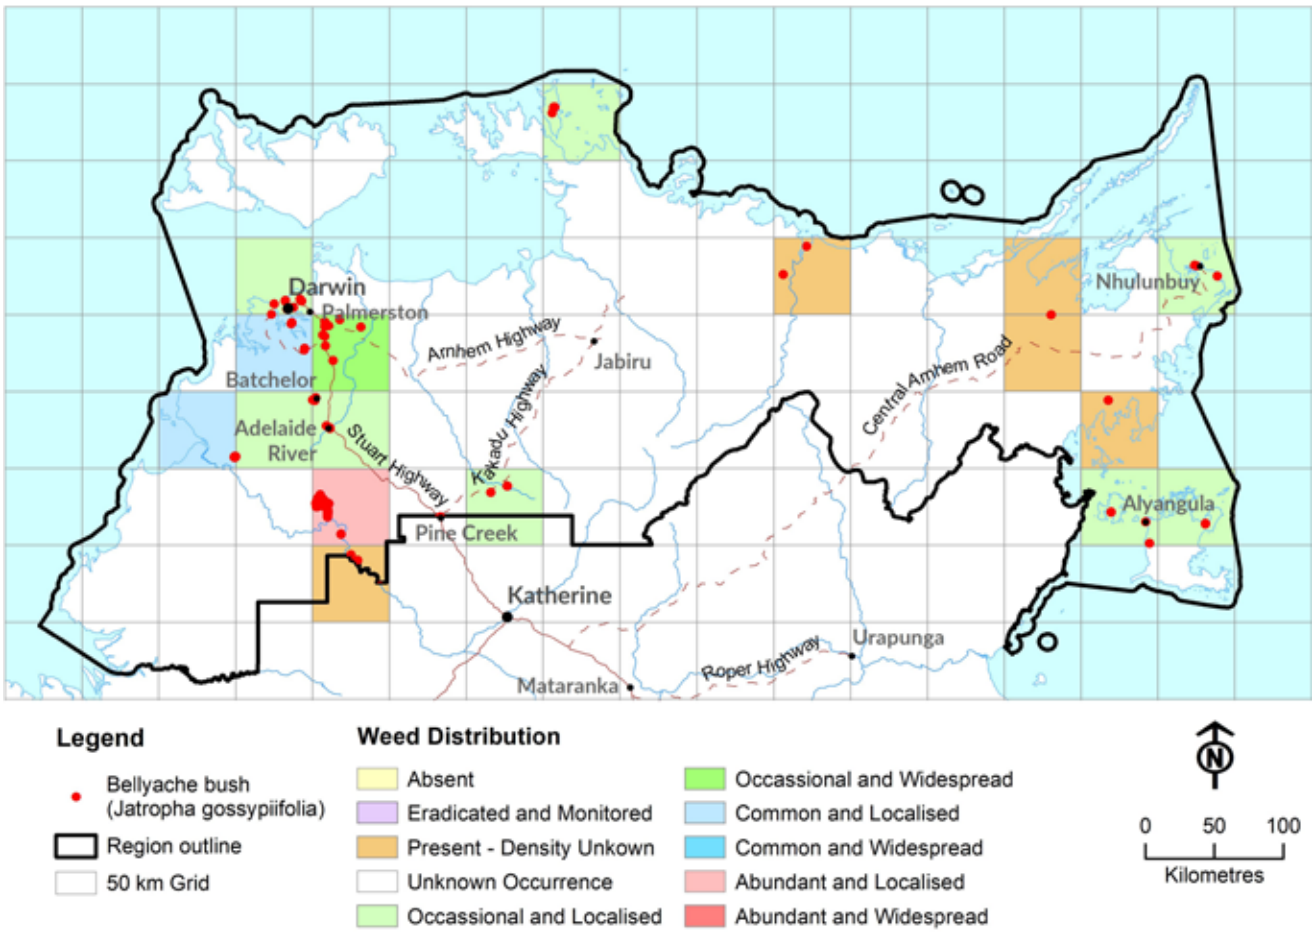 Darwin
Palmerston
Nhulunbuy
Arnhem Highway
Jabiru
Batchelor
Kakadu Highway
Central Arnhem Road
Adelaide
River
Stuart Highway
Alyangula
Pine Creek
Katherine
Urapunga
Roper Highway
Mataranka
Legend
Bellyache bush
(Jatropha gossypiifolia)
Region outline
50 km Grid
Weed Distribution
Absent
Eradicated and Monitored
Present - Density Unkown
Unknown Occurrence
Occassional and Localised
Occassional and Widespread
Common and Localised
Common and Widespread
Abundant and Localised
Abundant and Widespread
N
0 50 100
Kilometres